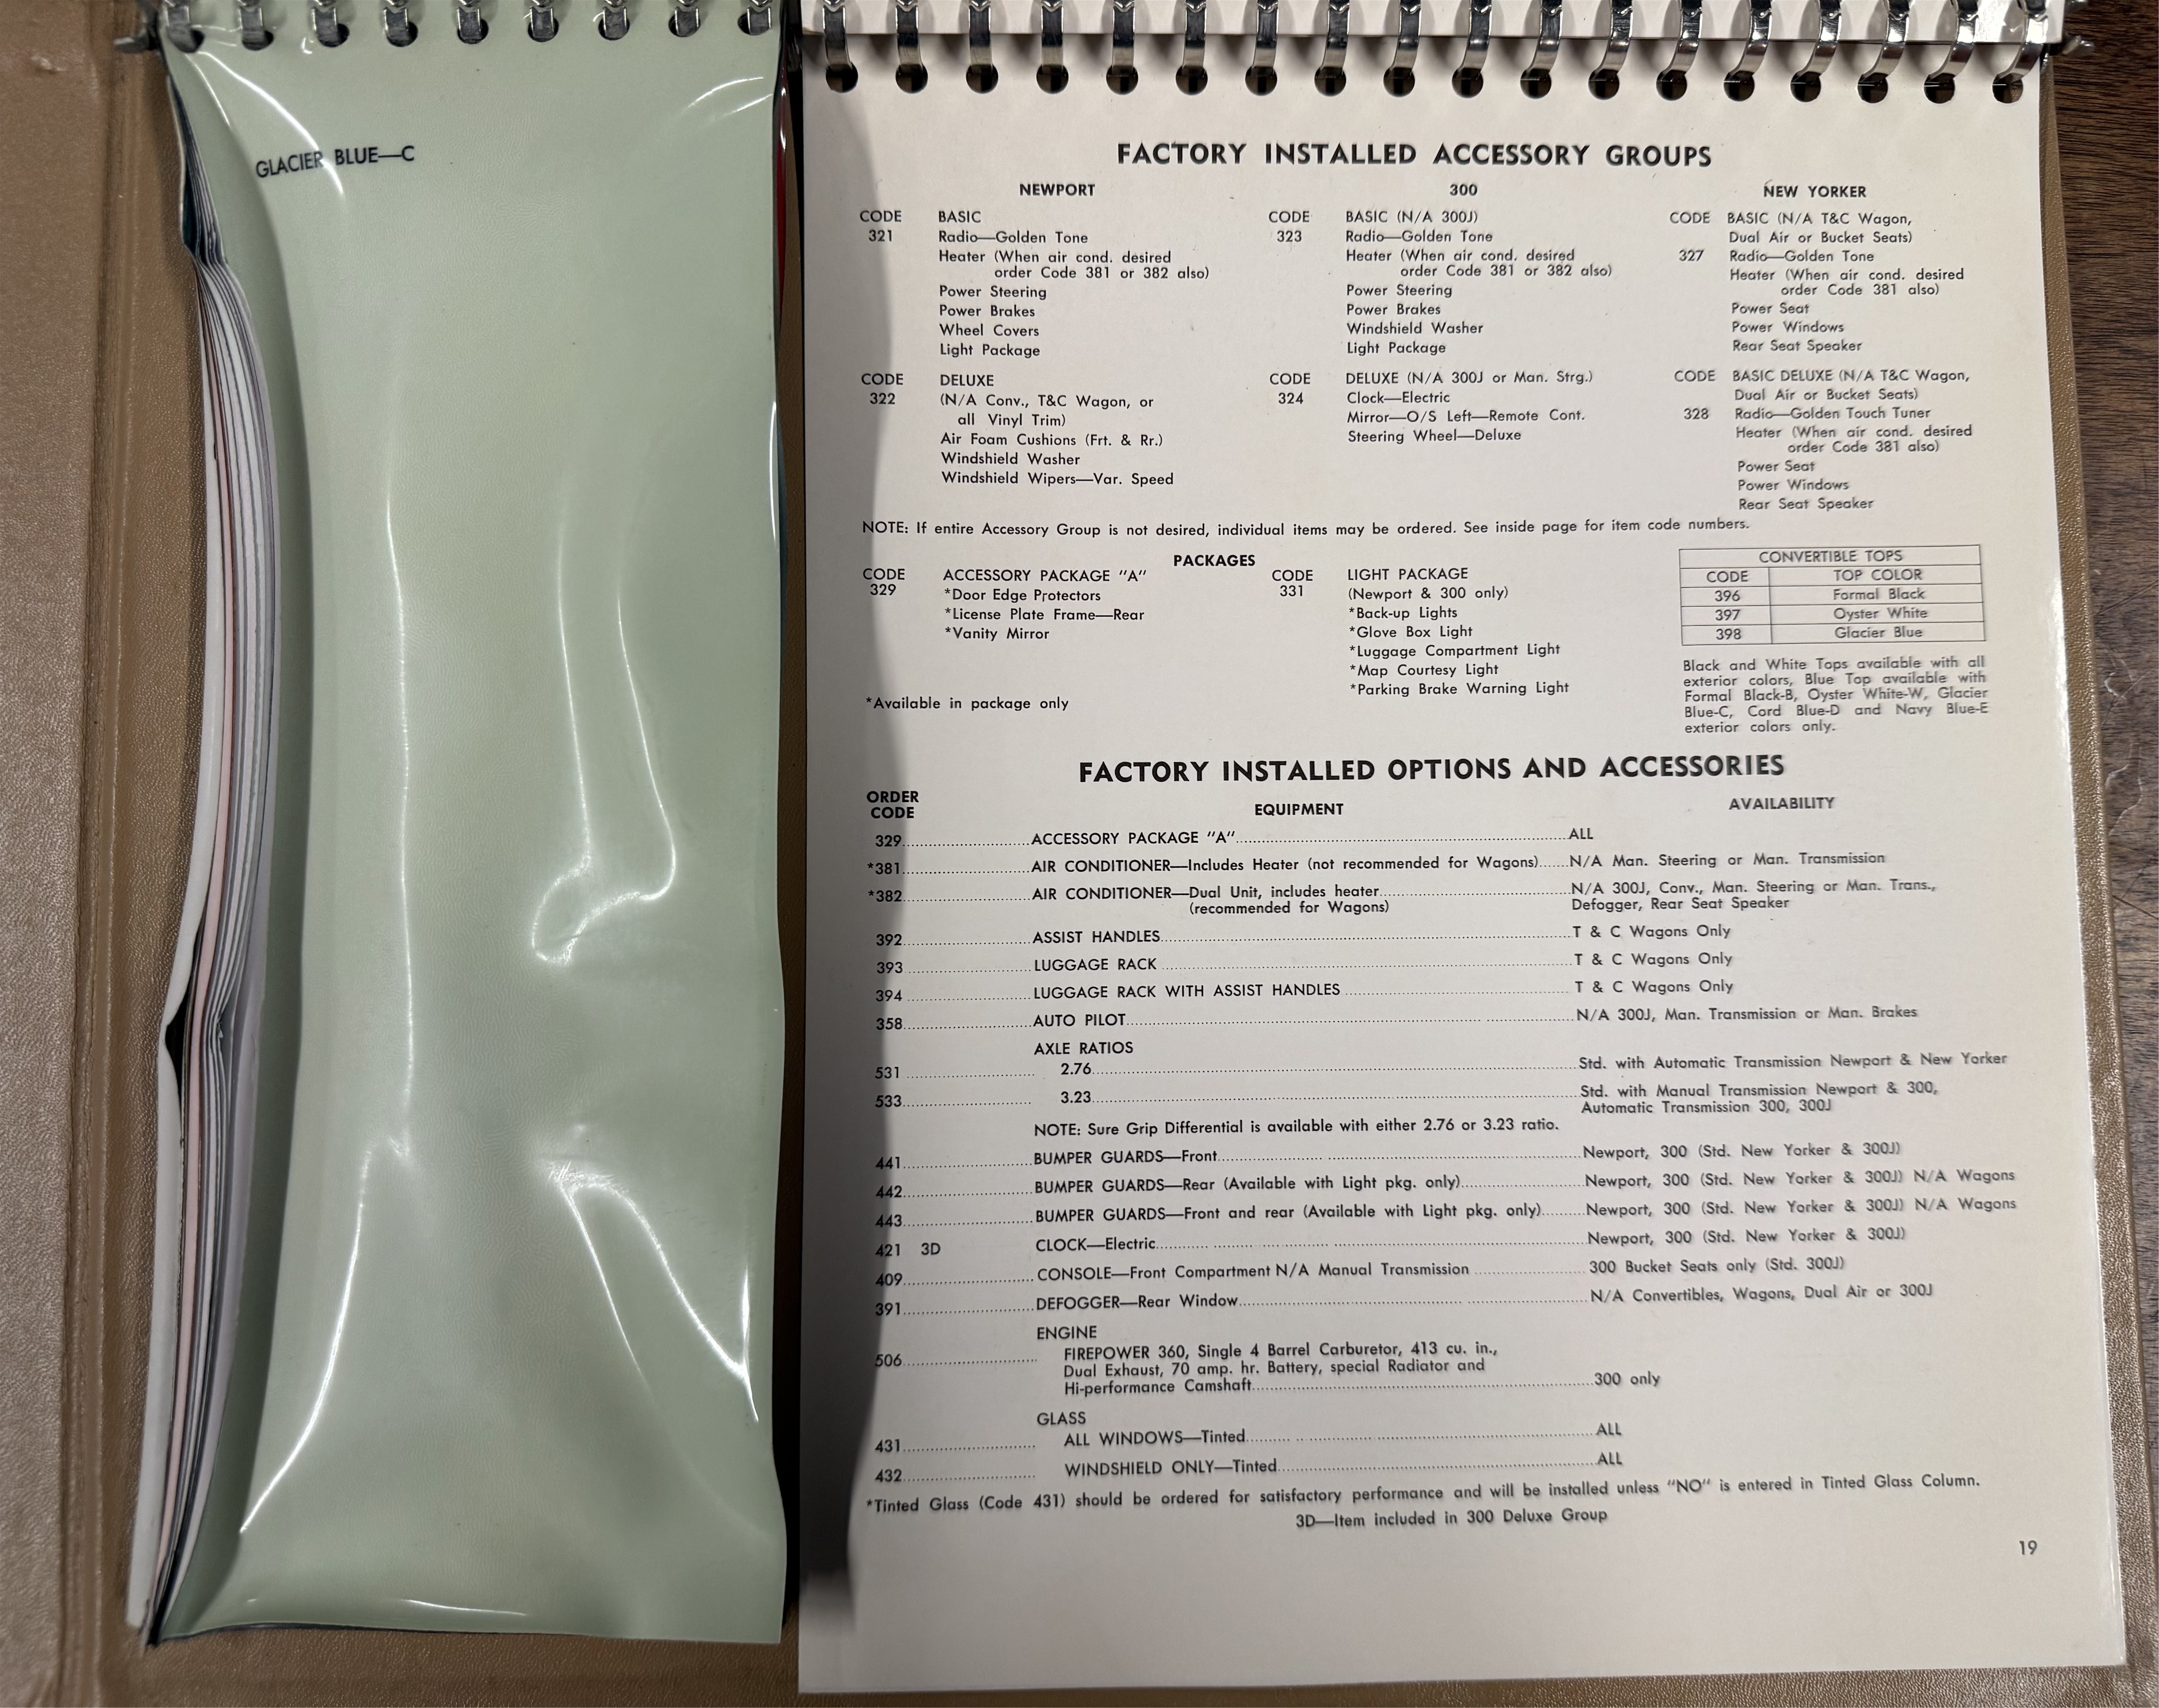 GLACIER BLUE—C
FACTORY INSTALLED ACCESSORY GROUPS
NEWPORT
CODE BASIC
321 Radio—Golden Tone
Heater (When air cond. desired
order Code 381 or 382 also)
Power Steering
Power Brakes
Wheel Covers
Light Package
CODE DELUXE
322 (N/A Conv., T&C Wagon, or
all Vinyl Trim)
Air Foam Cushions (Frt. & Rr.)
Windshield Washer
Windshield Wipers—Var. Speed
300
CODE BASIC (N/A 300J)
323 Radio—Golden Tone
Heater (When air cond. desired
order Code 381 or 382 also)
Power Steering
Power Brakes
Windshield Washer
Light Package
CODE DELUXE (N/A 300J or Man. Strg.)
324 Clock—Electric
Mirror—O/S Left—Remote Cont.
Steering Wheel—Deluxe
NEW YORKER
CODE BASIC (N/A T&C Wagon,
Dual Air or Bucket Seats)
327 Radio—Golden Tone
Heater (When air cond. desired
order Code 381 also)
Power Seat
Power Windows
Rear Seat Speaker
CODE BASIC DELUXE (N/A T&C Wagon,
Dual Air or Bucket Seats)
328 Radio—Golden Touch Tuner
Heater (When air cond. desired
order Code 381 also)
Power Seat
Power Windows
Rear Seat Speaker
NOTE: If entire Accessory Group is not desired, individual items may be ordered. See inside page for item code numbers.
PACKAGES
CODE ACCESSORY PACKAGE "A"
329 *Door Edge Protectors
*License Plate Frame—Rear
*Vanity Mirror
*Available in package only
CODE LIGHT PACKAGE
331 (Newport & 300 only)
*Back-up Lights
*Glove Box Light
*Luggage Compartment Light
*Map Courtesy Light
*Parking Brake Warning Light
CONVERTIBLE TOPS
CODE TOP COLOR
396 Formal Black
397 Oyster White
398 Glacier Blue
Black and White Tops available with all
exterior colors, Blue Top available with
Formal Black-B, Oyster White-W, Glacier
Blue-C, Cord Blue-D and Navy Blue-E
exterior colors only.
FACTORY INSTALLED OPTIONS AND ACCESSORIES
ORDER
CODE EQUIPMENT AVAILABILITY
329 ACCESSORY PACKAGE "A" ALL
*381 AIR CONDITIONER—Includes Heater (not recommended for Wagons) N/A Man. Steering or Man. Transmission
*382 AIR CONDITIONER—Dual Unit, includes heater N/A 300J, Conv., Man. Steering or Man. Trans.,
(recommended for Wagons) Defogger, Rear Seat Speaker
392 ASSIST HANDLES T & C Wagons Only
393 LUGGAGE RACK T & C Wagons Only
394 LUGGAGE RACK WITH ASSIST HANDLES T & C Wagons Only
358 AUTO PILOT N/A 300J, Man. Transmission or Man. Brakes
AXLE RATIOS
531 2.76 Std. with Automatic Transmission Newport & New Yorker
533 3.23 Std. with Manual Transmission Newport & 300,
Automatic Transmission 300, 300J
NOTE: Sure Grip Differential is available with either 2.76 or 3.23 ratio.
441 BUMPER GUARDS—Front Newport, 300 (Std. New Yorker & 300J)
442 BUMPER GUARDS—Rear (Available with Light pkg. only) Newport, 300 (Std. New Yorker & 300J) N/A Wagons
443 BUMPER GUARDS—Front and rear (Available with Light pkg. only) Newport, 300 (Std. New Yorker & 300J) N/A Wagons
421 3D CLOCK—Electric Newport, 300 (Std. New Yorker & 300J)
409 CONSOLE—Front Compartment N/A Manual Transmission 300 Bucket Seats only (Std. 300J)
391 DEFOGGER—Rear Window N/A Convertibles, Wagons, Dual Air or 300J
ENGINE
506 FIREPOWER 360, Single 4 Barrel Carburetor, 413 cu. in.,
Dual Exhaust, 70 amp. hr. Battery, special Radiator and
Hi-performance Camshaft 300 only
GLASS
431 ALL WINDOWS—Tinted ALL
432 WINDSHIELD ONLY—Tinted ALL
*Tinted Glass (Code 431) should be ordered for satisfactory performance and will be installed unless "NO" is entered in Tinted Glass Column.
3D—Item included in 300 Deluxe Group
19